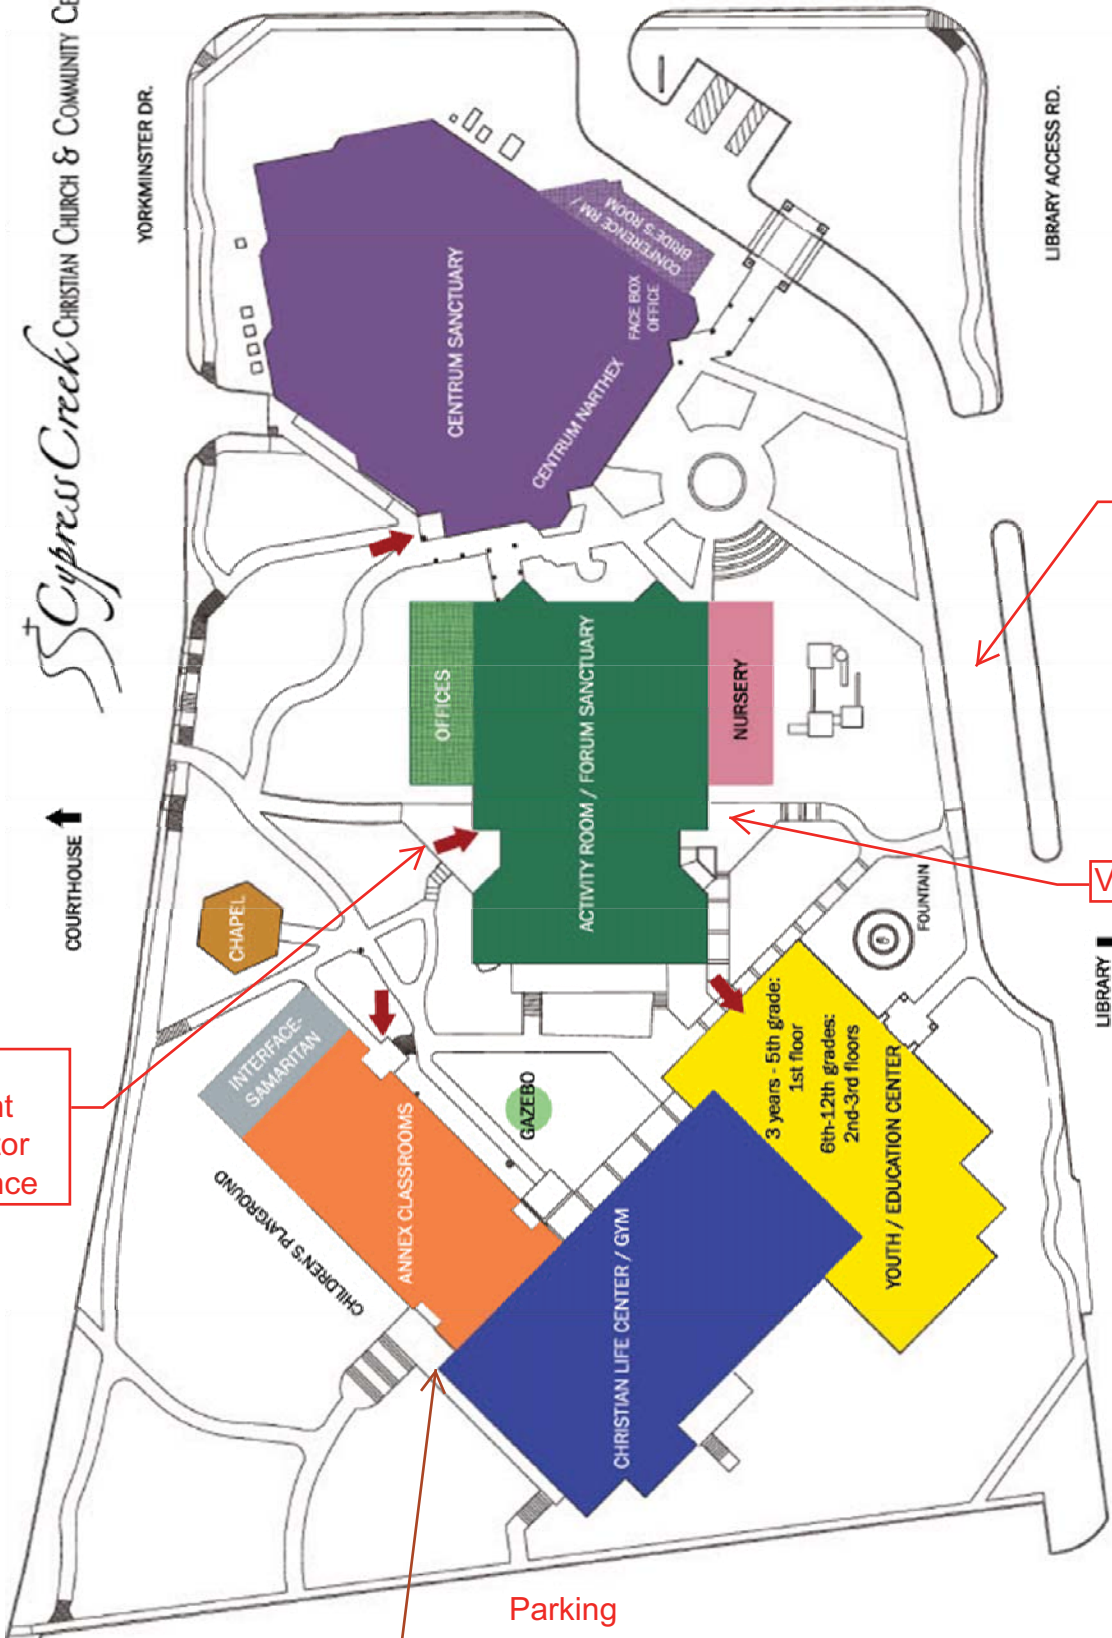 Cypress Creek CHRISTIAN CHURCH & COMMUNITY
YORKMINSTER DR.
LIBRARY ACCESS RD.
CENTRUM SANCTUARY
CONFERENCE RM /
BRIDE'S ROOM
FACE BOX
OFFICE
CENTRUM NARTHEX
OFFICES
ACTIVITY ROOM / FORUM SANCTUARY
NURSERY
COURTHOUSE
CHAPEL
FOUNTAIN
LIBRARY
V
INTERFACE-
SAMARITAN
GAZEBO
ANNEX CLASSROOMS
CHILDREN'S PLAYGROUND
3 years - 5th grade:
1st floor
6th-12th grades:
2nd-3rd floors
YOUTH / EDUCATION CENTER
CHRISTIAN LIFE CENTER / GYM
Parking